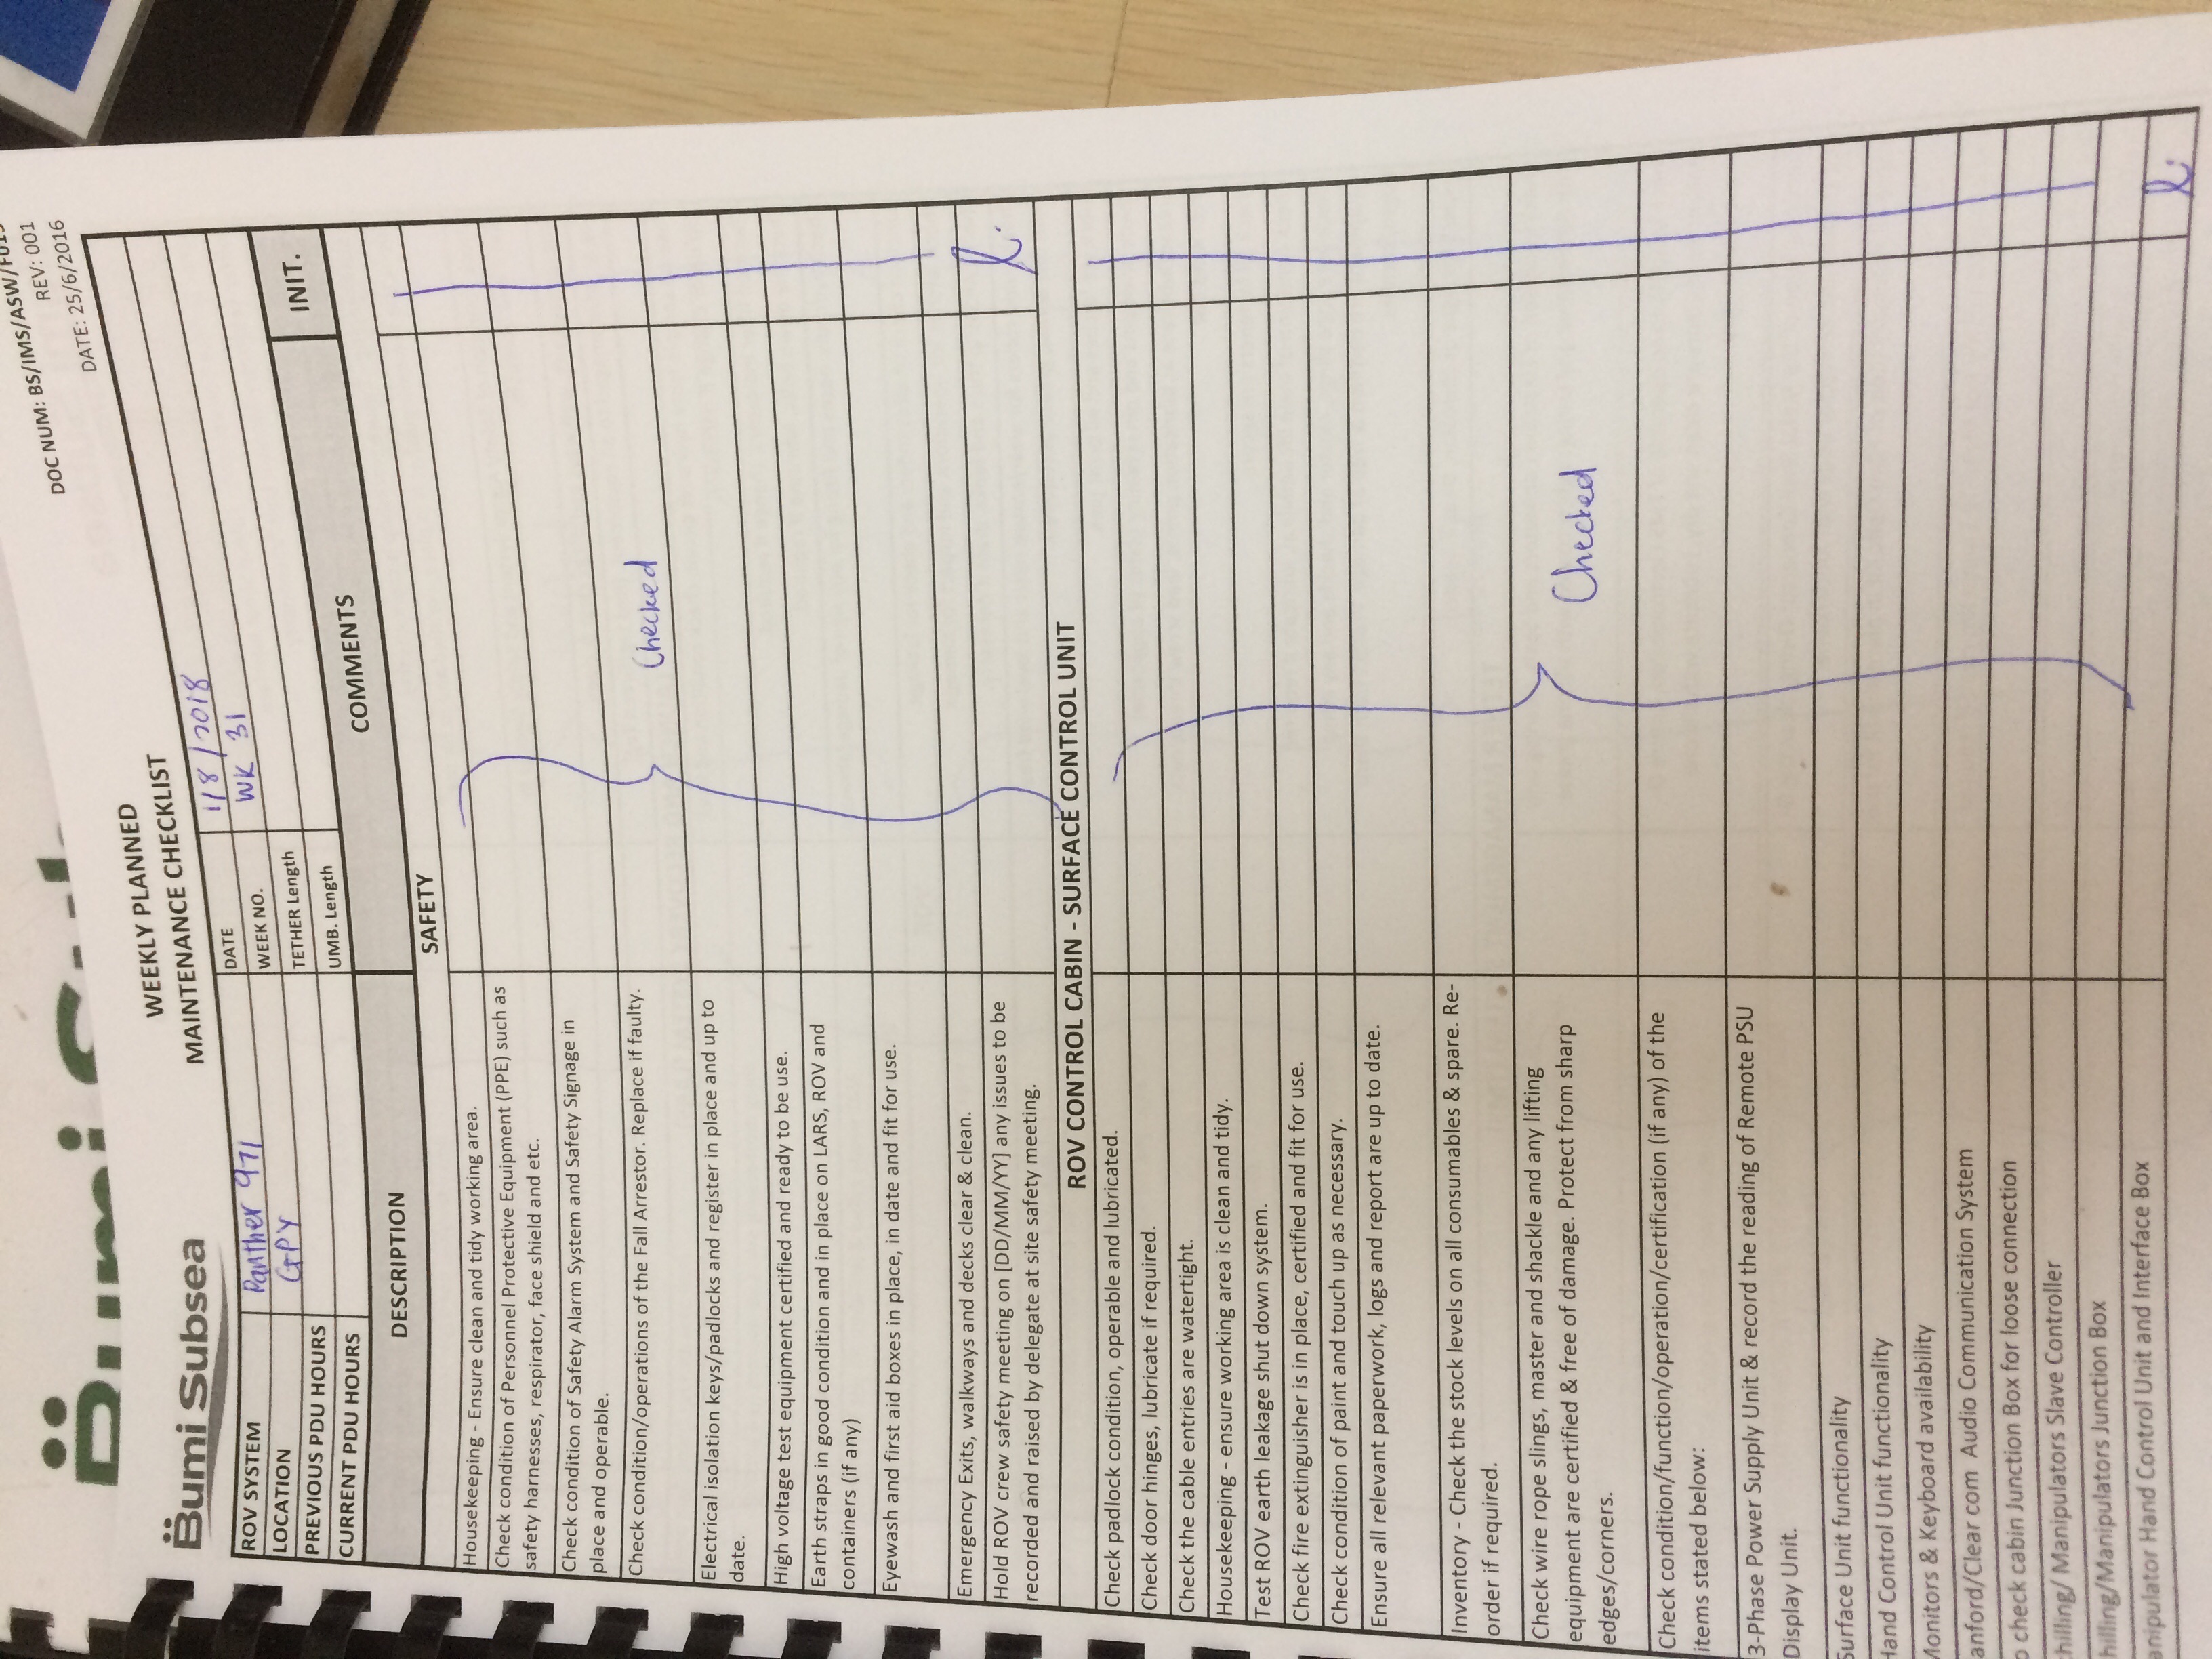 Bumi Sub
DOC NUM: BS/IMS/ASW/F015
REV: 001
DATE: 25/6/2016
WEEKLY PLANNED
MAINTENANCE CHECKLIST
Bumi Subsea
ROV SYSTEM Panther 971 DATE 1/8/2018
LOCATION GPY WEEK NO. WK 31
PREVIOUS PDU HOURS TETHER Length
CURRENT PDU HOURS UMB. Length
DESCRIPTION COMMENTS INIT.
SAFETY
Housekeeping - Ensure clean and tidy working area.
Check condition of Personnel Protective Equipment (PPE) such as
safety harnesses, respirator, face shield and etc.
Check condition of Safety Alarm System and Safety Signage in
place and operable.
Check condition/operations of the Fall Arrestor. Replace if faulty.
Checked
Electrical isolation keys/padlocks and register in place and up to
date.
High voltage test equipment certified and ready to be use.
Earth straps in good condition and in place on LARS, ROV and
containers (if any)
Eyewash and first aid boxes in place, in date and fit for use.
Emergency Exits, walkways and decks clear & clean.
Hold ROV crew safety meeting on [DD/MM/YY] any issues to be
recorded and raised by delegate at site safety meeting.
ROV CONTROL CABIN - SURFACE CONTROL UNIT
Check padlock condition, operable and lubricated.
Check door hinges, lubricate if required.
Check the cable entries are watertight.
Housekeeping - ensure working area is clean and tidy.
Test ROV earth leakage shut down system.
Check fire extinguisher is in place, certified and fit for use.
Check condition of paint and touch up as necessary.
Ensure all relevant paperwork, logs and report are up to date.
Inventory - Check the stock levels on all consumables & spare. Re-
order if required.
Check wire rope slings, master and shackle and any lifting
equipment are certified & free of damage. Protect from sharp
edges/corners.
Checked
Check condition/function/operation/certification (if any) of the
items stated below:
3-Phase Power Supply Unit & record the reading of Remote PSU
Display Unit.
Surface Unit functionality
Hand Control Unit functionality
Monitors & Keyboard availability
anford/Clear com Audio Communication System
o check cabin Junction Box for loose connection
hilling/ Manipulators Slave Controller
hilling/Manipulators Junction Box
anipulator Hand Control Unit and Interface Box